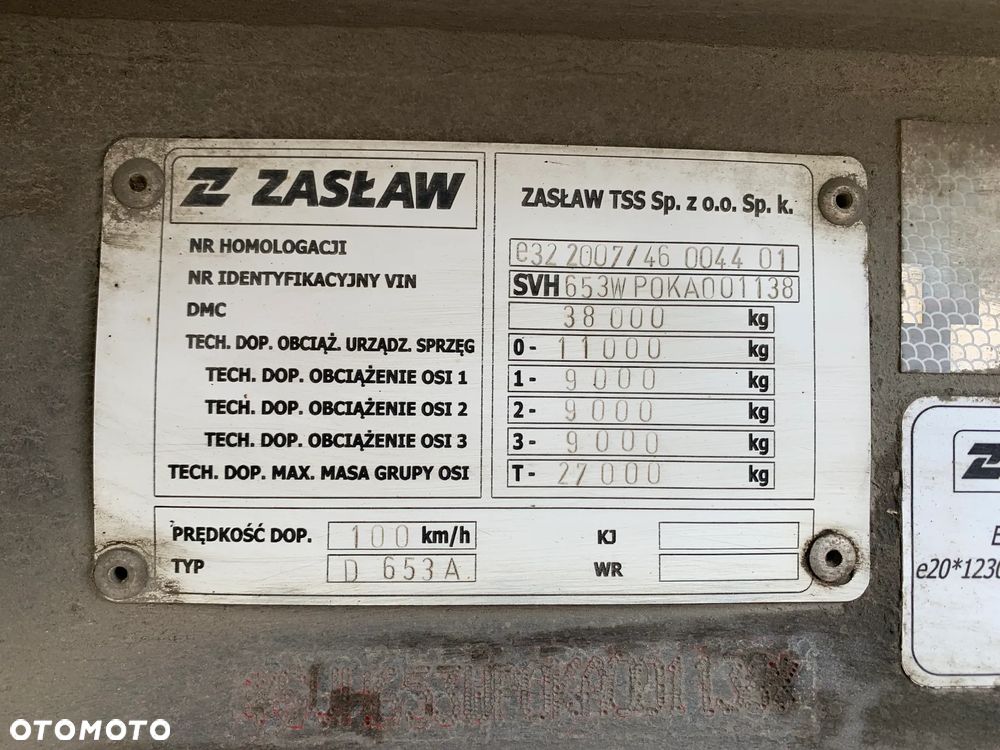 ZASŁAW
ZASŁAW TSS Sp. z o.o. Sp. k.
NR HOMOLOGACJI e32 2007/46 0044 01
NR IDENTYFIKACYJNY VIN SVH653WP0KA001138
DMC 38 000 kg
TECH. DOP. OBCIĄŻ. URZĄDZ. SPRZĘG 0- 11000 kg
TECH. DOP. OBCIĄŻENIE OSI 1 1- 9 000 kg
TECH. DOP. OBCIĄŻENIE OSI 2 2- 9 000 kg
TECH. DOP. OBCIĄŻENIE OSI 3 3- 9 000 kg
TECH. DOP. MAX. MASA GRUPY OSI T- 27 000 kg
PRĘDKOŚĆ DOP. 100 km/h KJ
TYP D 653A WR
e20*1230
OTOMOTO